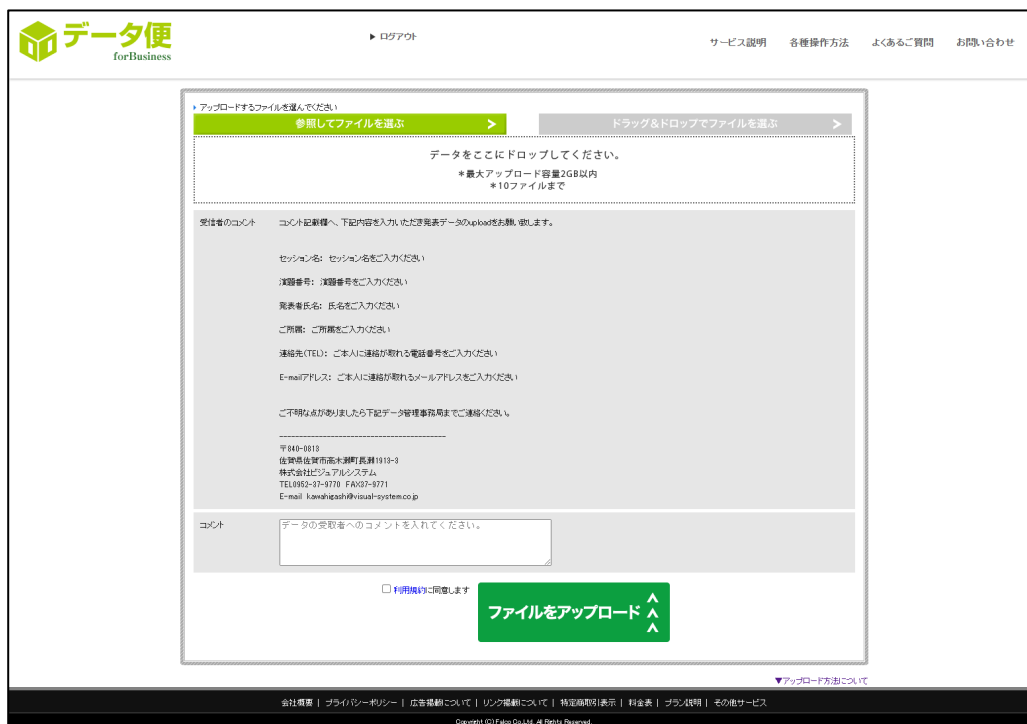 データ便
forBusiness
▶ ログアウト
サービス説明 各種操作方法 よくあるご質問 お問い合わせ
アップロードするファイルを選んでください
参照してファイルを選ぶ >
ドラッグ&ドロップでファイルを選ぶ >
データをここにドロップしてください。
*最大アップロード容量2GB以内
*10ファイルまで
受信者のコメント
コメント記載欄へ、下記内容を入力いただき発表データのuploadをお願い致します。
セッション名: セッション名をご入力ください
演題番号: 演題番号をご入力ください
発表者氏名: 氏名をご入力ください
ご所属: ご所属をご入力ください
連絡先(TEL): ご本人に連絡が取れる電話番号をご入力ください
E-mailアドレス: ご本人に連絡が取れるメールアドレスをご入力ください
ご不明な点がありましたら下記データ管理事務局までご連絡ください。
------------------------------------------
〒840-0813
佐賀県佐賀市高木瀬町長瀬1913-3
株式会社ビジュアルシステム
TEL0952-37-9770 FAX37-9771
E-mail kawahigashi@visual-system.co.jp
コメント
データの受取者へのコメントを入れてください。
利用規約に同意します
ファイルをアップロード
▼アップロード方法について
会社概要 | プライバシーポリシー | 広告掲載について | リンク掲載について | 特定商取引表示 | 料金表 | プラン説明 | その他サービス
Copyright (C) Falco Co.,Ltd. All Rights Reserved.